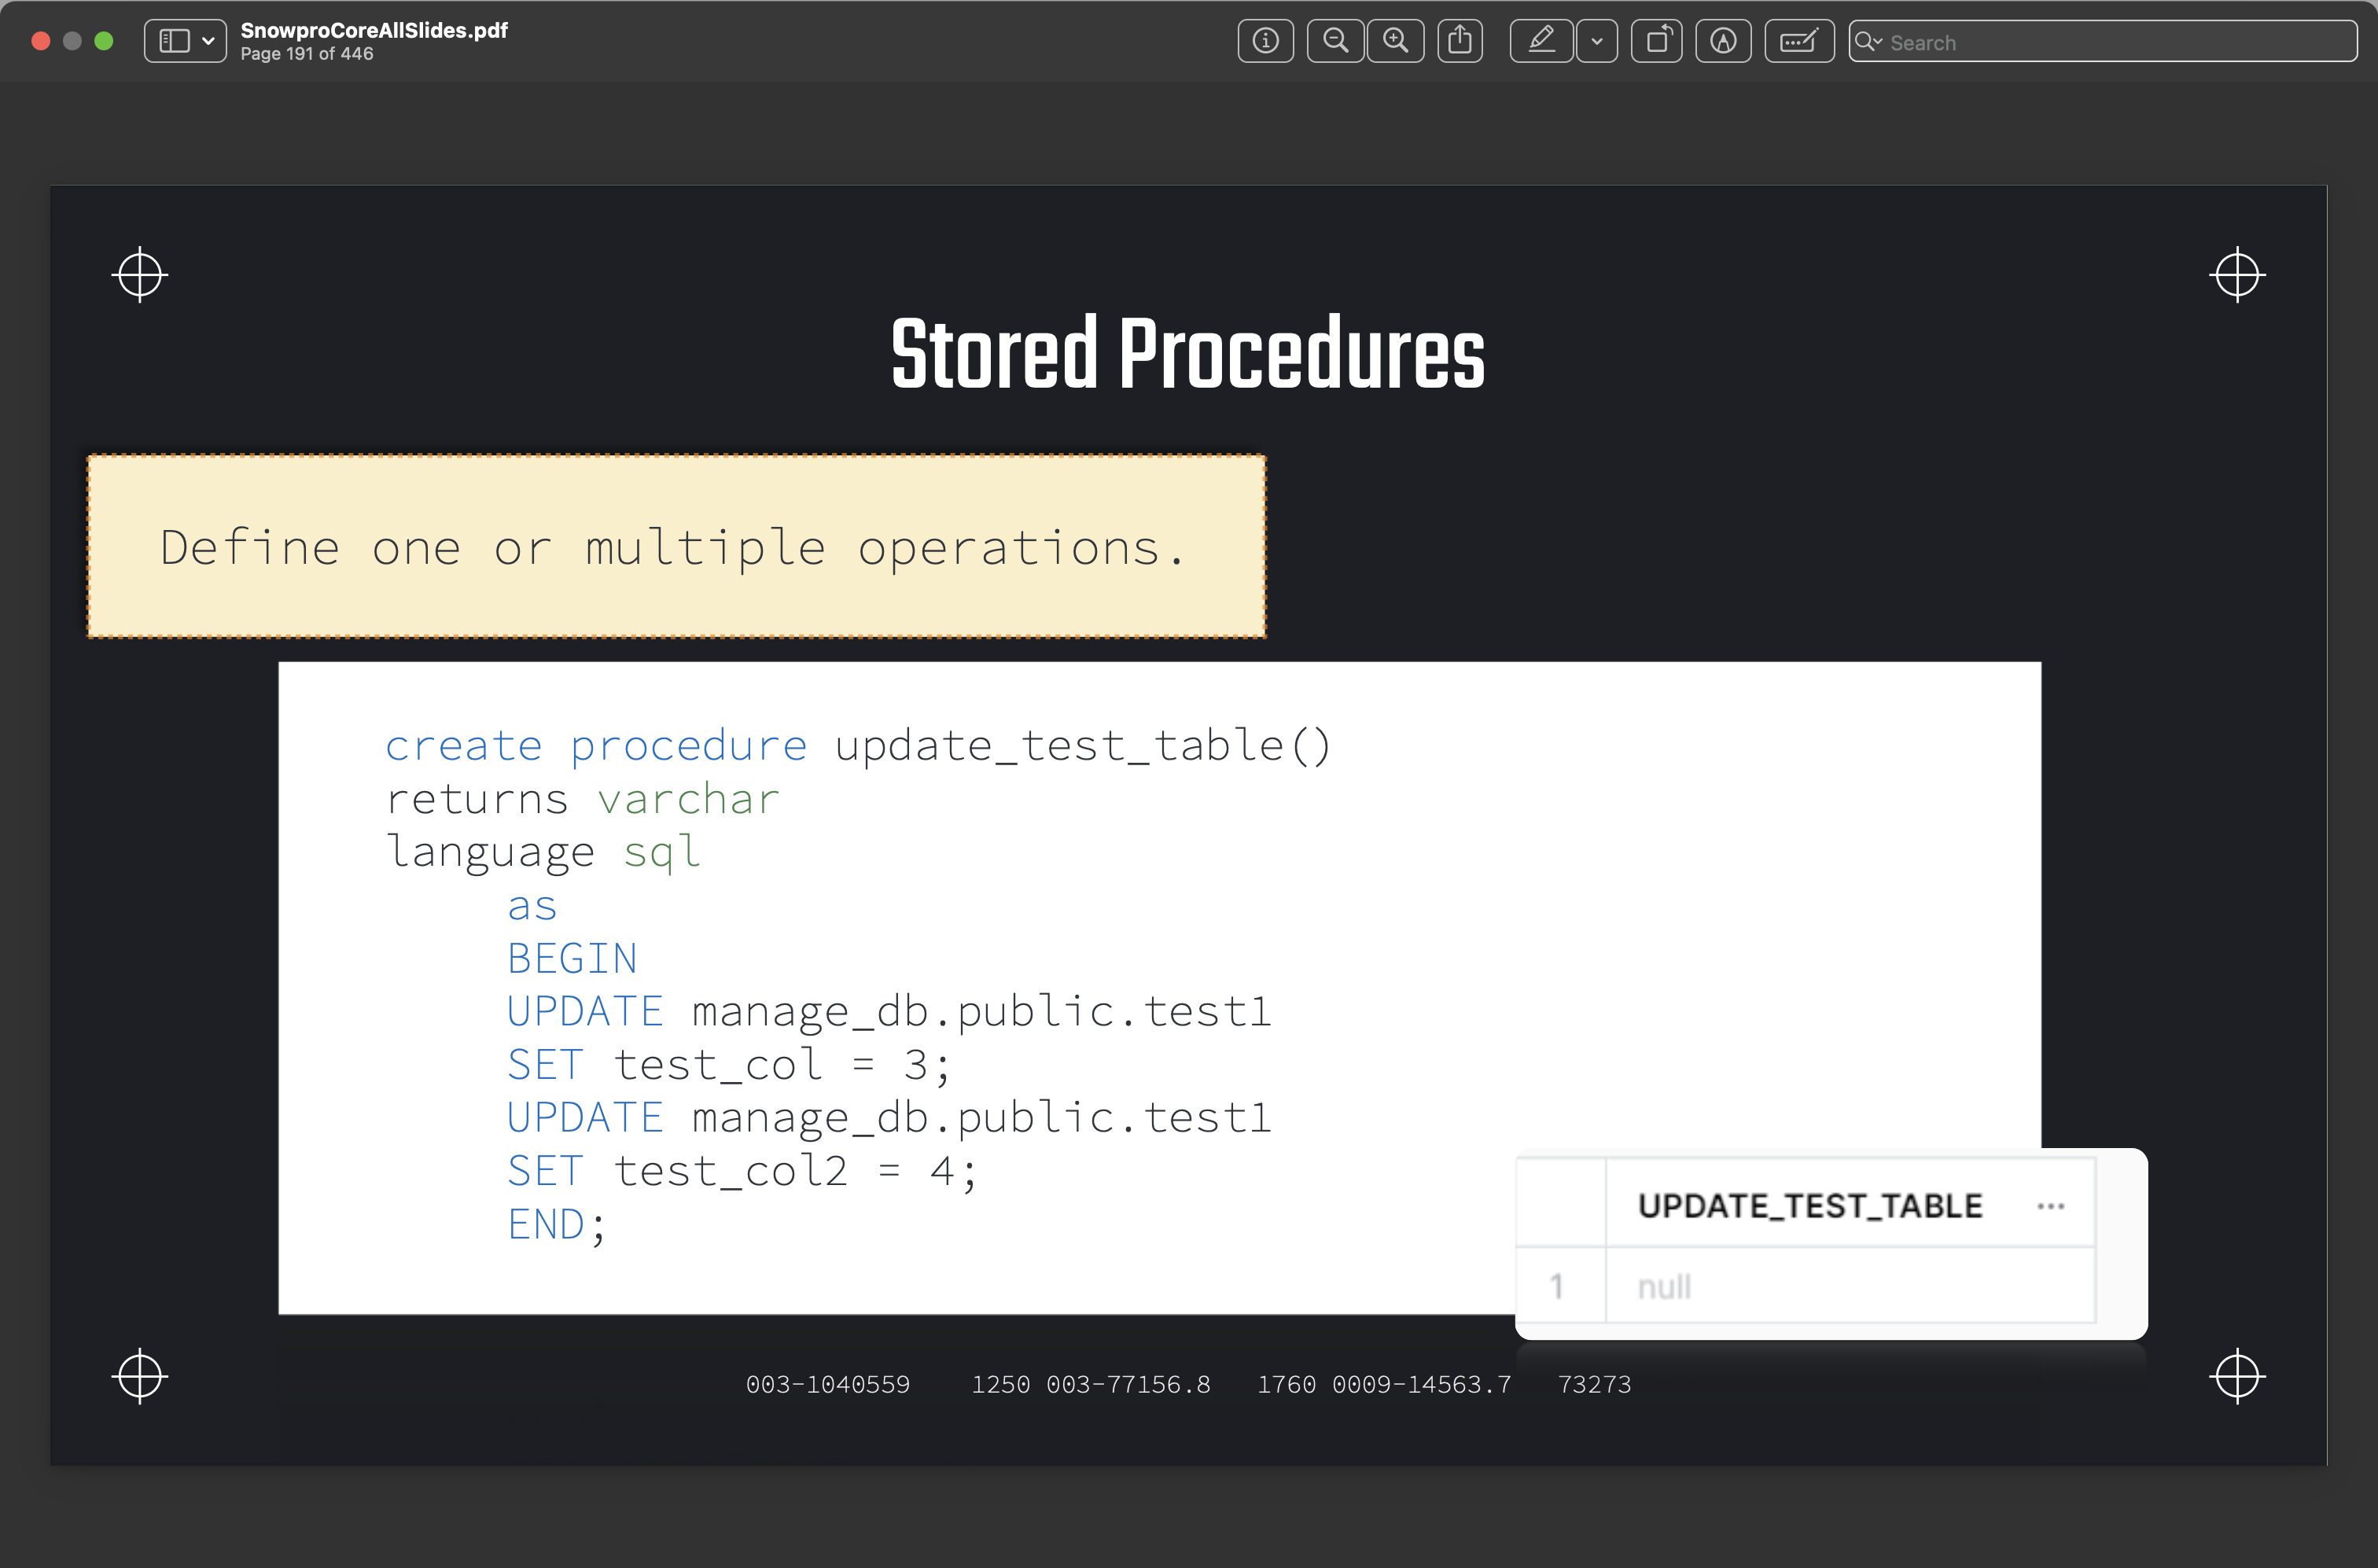 SnowproCoreAllSlides.pdf
Page 191 of 446
Search
Stored Procedures
Define one or multiple operations.
create procedure update_test_table()
returns varchar
language sql
as
BEGIN
UPDATE manage_db.public.test1
SET test_col = 3;
UPDATE manage_db.public.test1
SET test_col2 = 4;
END;
UPDATE_TEST_TABLE ...
1 null
003-1040559 1250 003-77156.8 1760 0009-14563.7 73273